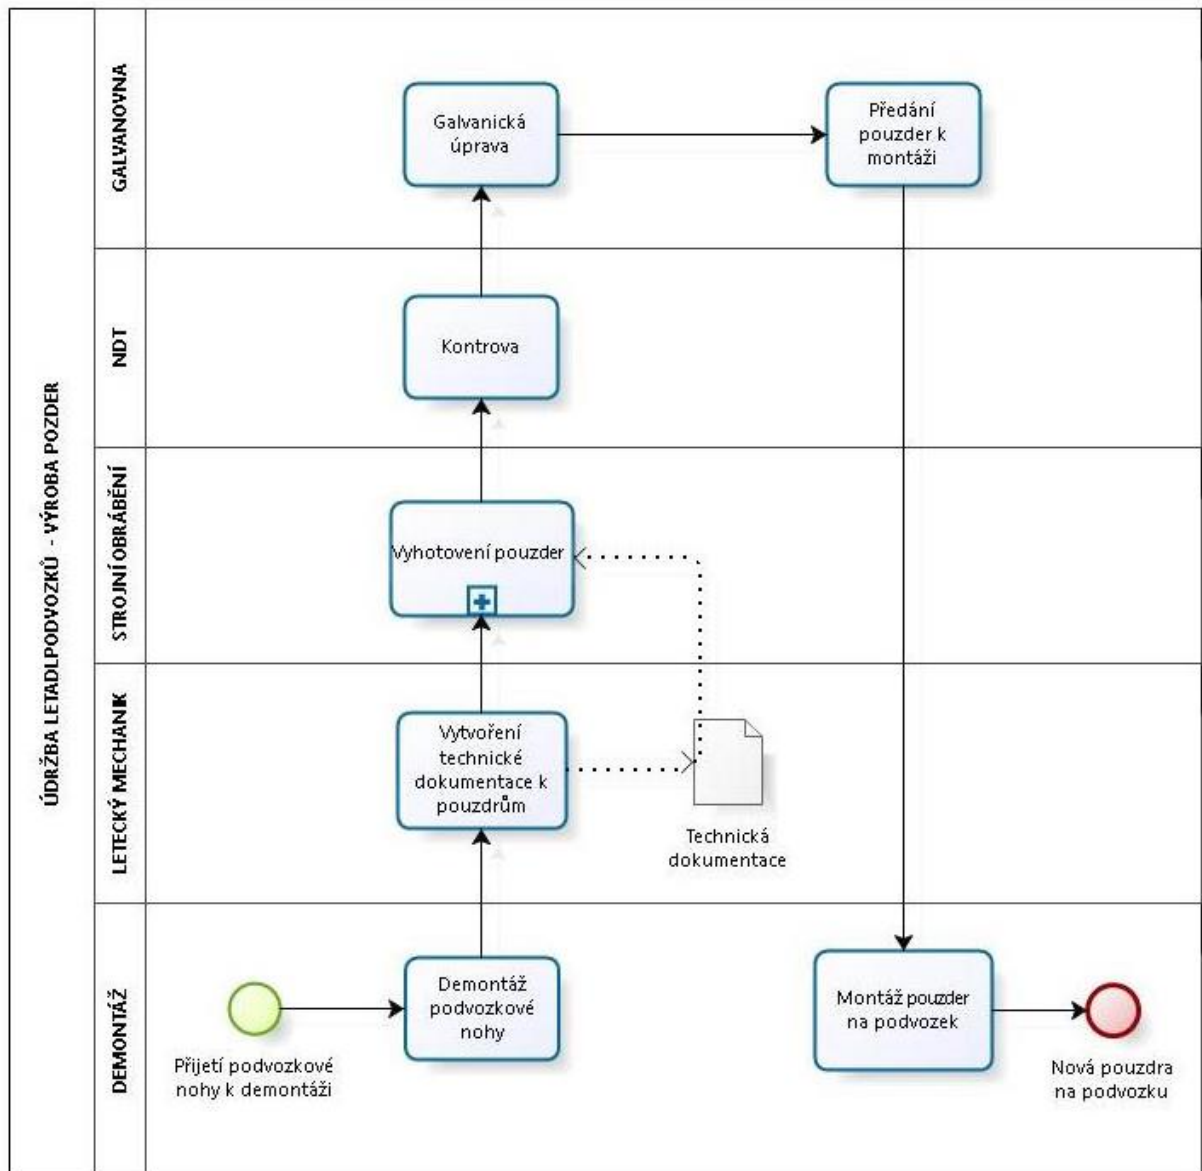 ÚDRŽBA LETADLPODVOZKŮ - VÝROBA POZDER
GALVANOVNA
Galvanická
úprava
Předání
pouzder k
montáži
NDT
Kontrova
STROJNÍ OBRÁBĚNÍ
Vyhotovení pouzder
LETECKÝ MECHANIK
Vytvoření
technické
dokumentace k
pouzdrům
Technická
dokumentace
DEMONTÁŽ
Přijetí podvozkové
nohy k demontáži
Demontáž
podvozkové
nohy
Montáž pouzder
na podvozek
Nová pouzdra
na podvozku